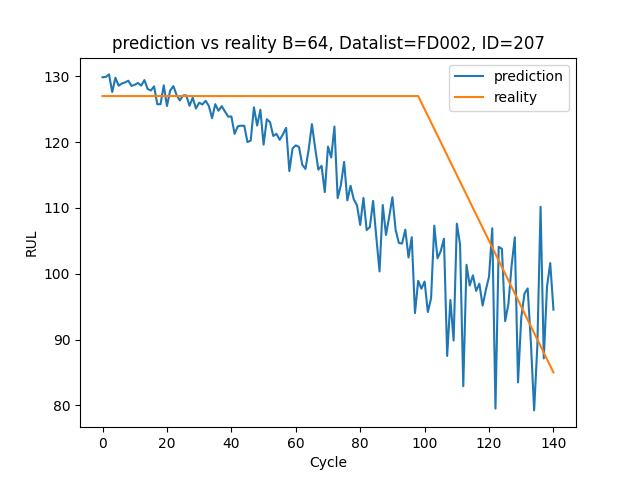 prediction vs reality B=64, Datalist=FD002, ID=207
prediction
reality
130
120
110
100
90
80
RUL
0 20 40 60 80 100 120 140
Cycle